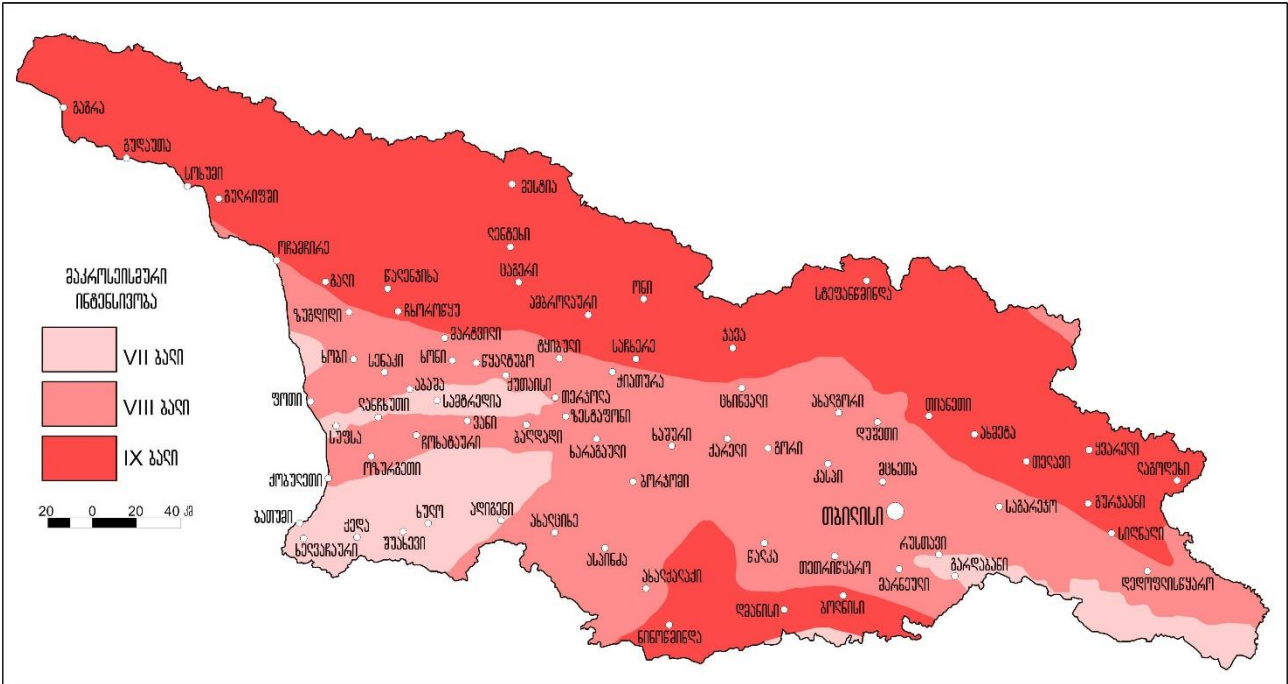 გაგრა
გუდაუთა
სოხუმი
გულრიფში
მესტია
ლენტეხი
ოჩამჩირე
გალი
წალენჯიხა
ცაგერი
ონი
სტეფანწმინდა
მაკროსეისმური
ინტენსივობა
VII ბალი
VIII ბალი
IX ბალი
20 0 20 40 კმ
ზუგდიდი
ჩხოროწყუ
ამბროლაური
მარტვილი
ჯავა
ხობი
სენაკი
ხონი
წყალტუბო
ტყიბული
საჩხერე
ქუთაისი
ჭიათურა
ცხინვალი
ფოთი
აბაშა
სამტრედია
თერჯოლა
ახალგორი
თიანეთი
ლანჩხუთი
ვანი
ზესტაფონი
დუშეთი
ახმეტა
სუფსა
ჩოხატაური
ბაღდადი
ხარაგაული
ხაშური
ქარელი
გორი
ყვარელი
ოზურგეთი
კასპი
მცხეთა
თელავი
ლაგოდეხი
ქობულეთი
ბორჯომი
გურჯაანი
ბათუმი
ქედა
ხულო
ადიგენი
თბილისი
საგარეჯო
ხელვაჩაური
შუახევი
ახალციხე
სიღნაღი
ასპინძა
წალკა
თეთრიწყარო
რუსთავი
გარდაბანი
მარნეული
დედოფლისწყარო
ახალქალაქი
დმანისი
ბოლნისი
ნინოწმინდა